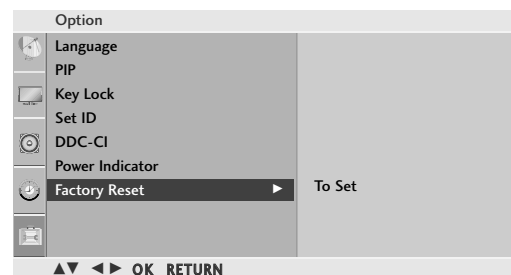 Option
Language
PIP
Key Lock
Set ID
DDC-CI
Power Indicator
Factory Reset ► To Set
▲▼ ◄ ► OK RETURN